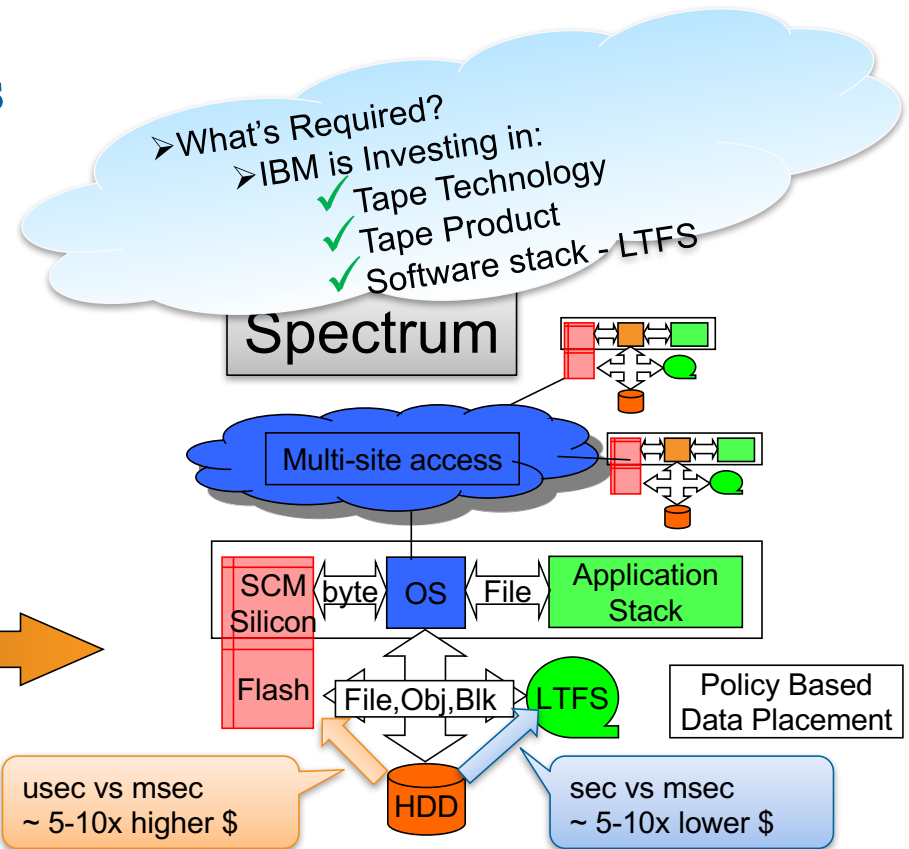 s
➢What's Required?
➢IBM is Investing in:
✓Tape Technology
✓Tape Product
✓Software stack - LTFS
Spectrum
Multi-site access
SCM
Silicon
byte
OS
File
Application
Stack
Flash
File,Obj,Blk
LTFS
Policy Based
Data Placement
usec vs msec
~ 5-10x higher $
HDD
sec vs msec
~ 5-10x lower $